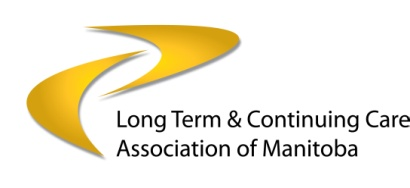 Long Term & Continuing Care
Association of Manitoba